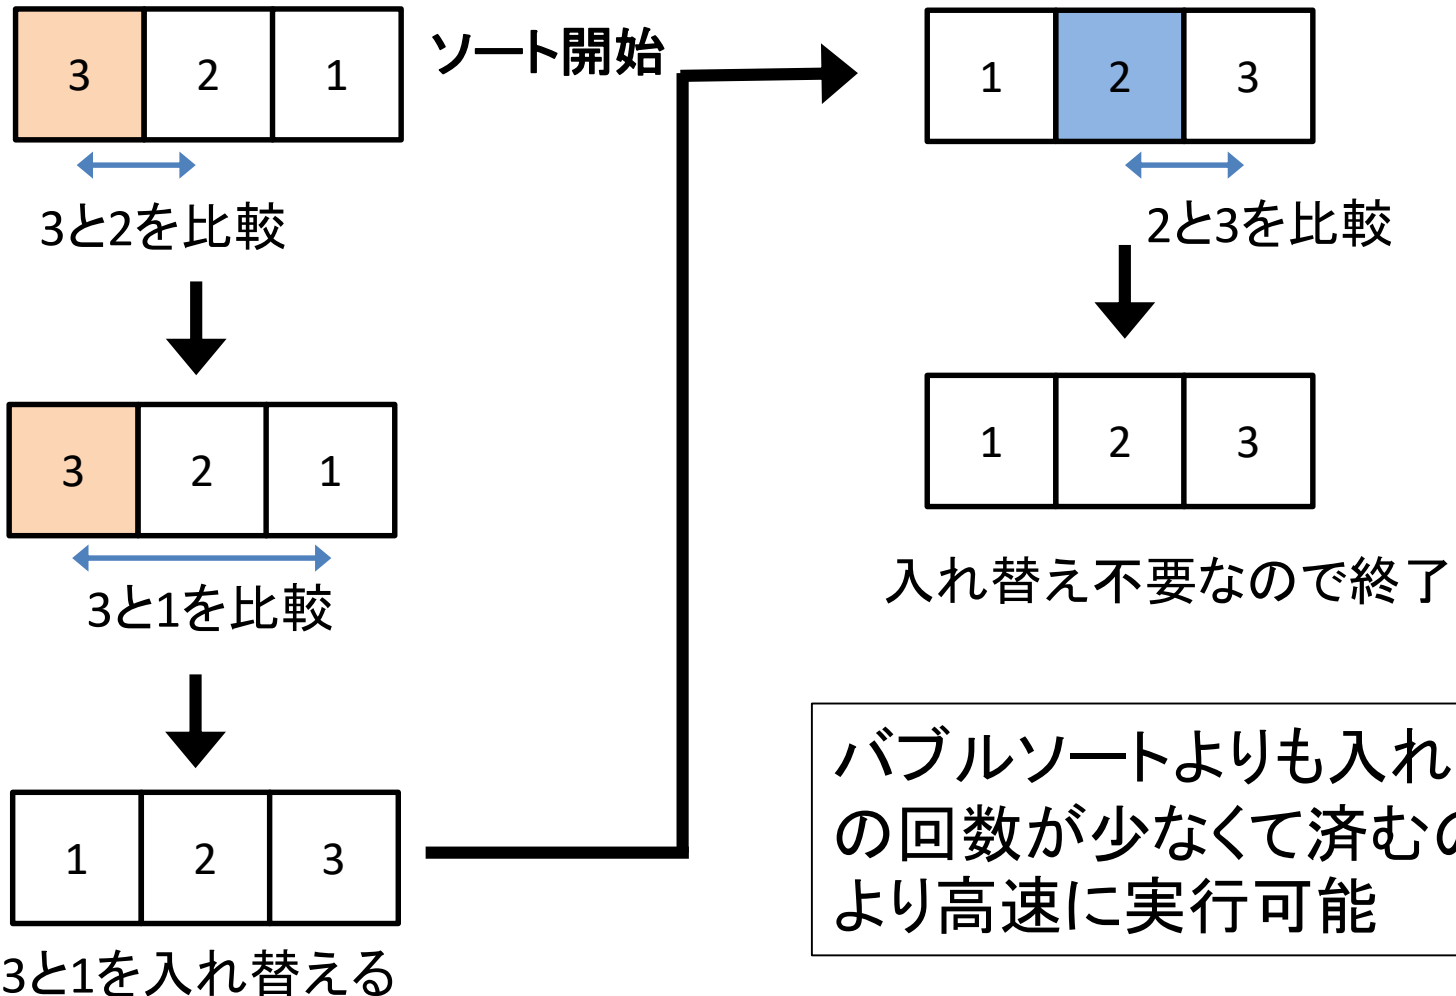 3 2 1
ソート開始
3と2を比較
3 2 1
3と1を比較
1 2 3
3と1を入れ替える
1 2 3
2と3を比較
1 2 3
入れ替え不要なので終了
バブルソートよりも入れ
の回数が少なくて済むの
より高速に実行可能